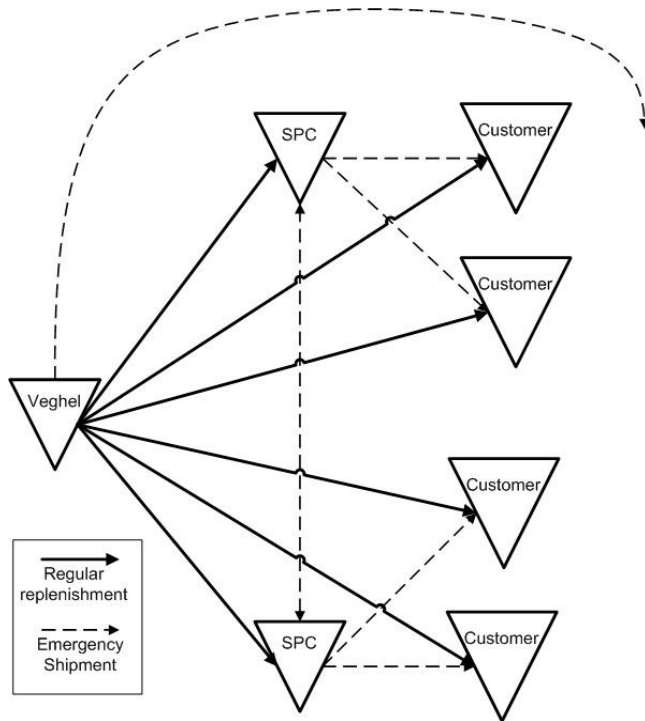 SPC
Customer
Customer
Veghel
Customer
Regular
replenishment
SPC
Customer
Emergency
Shipment